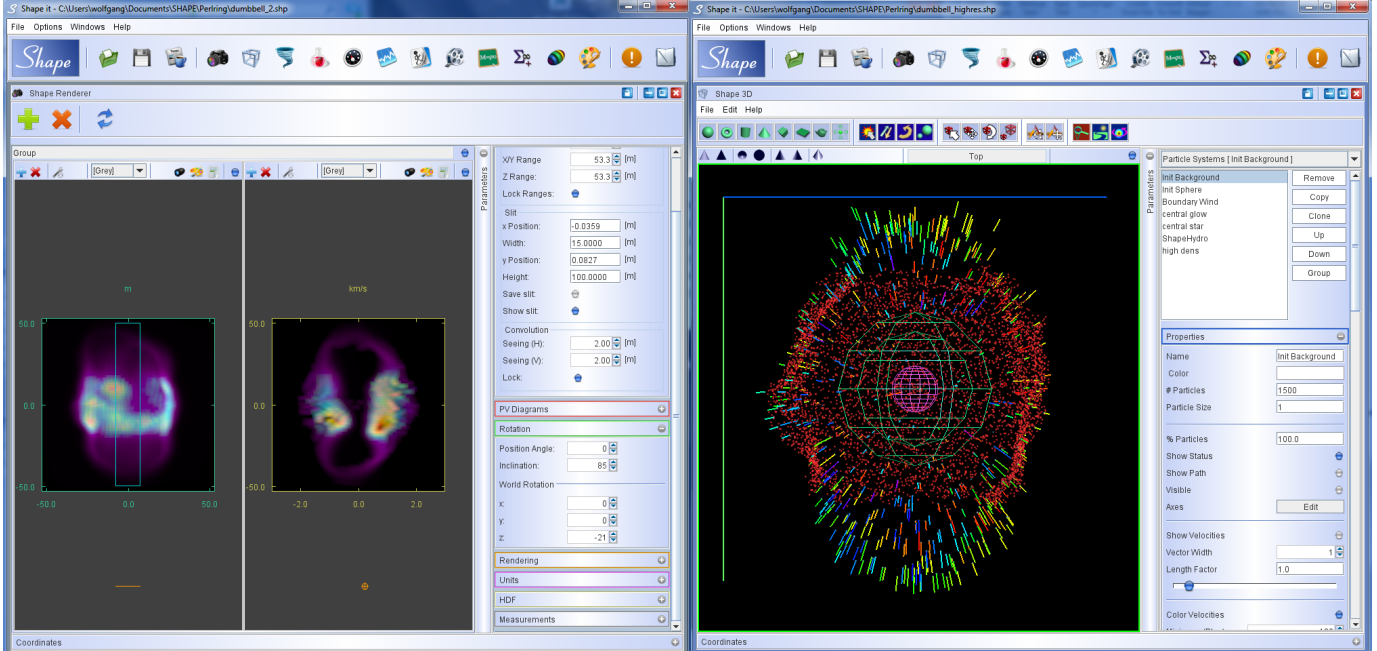 Shape it - C:\Users\wolfgang\Documents\SHAPE\Perlring\dumbbell_2.shp
File Options Windows Help
Shape
Shape Renderer
Group
[Grey]
[Grey]
m
km/s
50.0
0.0
-50.0
-50.0 0.0 50.0
50.0
0.0
-50.0
-2.0 0.0 2.0
Parameters
X/Y Range 53.3 [m]
Z Range: 53.3 [m]
Lock Ranges:
Slit
x Position: -0.0359 [m]
Width: 15.0000 [m]
y Position: 0.0827 [m]
Height: 100.0000 [m]
Save slit:
Show slit:
Convolution
Seeing (H): 2.00 [m]
Seeing (V): 2.00 [m]
Lock:
PV Diagrams
Rotation
Position Angle: 0
Inclination: 85
World Rotation
x: 0
y: 0
z: -21
Rendering
Units
HDF
Measurements
Coordinates
Shape it - C:\Users\wolfgang\Documents\SHAPE\Perlring\dumbbell_highres.shp
File Options Windows Help
Shape
Shape 3D
File Edit Help
Top
Parameters
Particle Systems [ Init Background ]
Init Background
Init Sphere
Boundary Wind
central glow
central star
ShapeHydro
high dens
Remove
Copy
Clone
Up
Down
Group
Properties
Name Init Background
Color
# Particles 1500
Particle Size 1
% Particles 100.0
Show Status
Show Path
Visible
Axes Edit
Show Velocities
Vector Width 1
Length Factor 1.0
Color Velocities
Coordinates